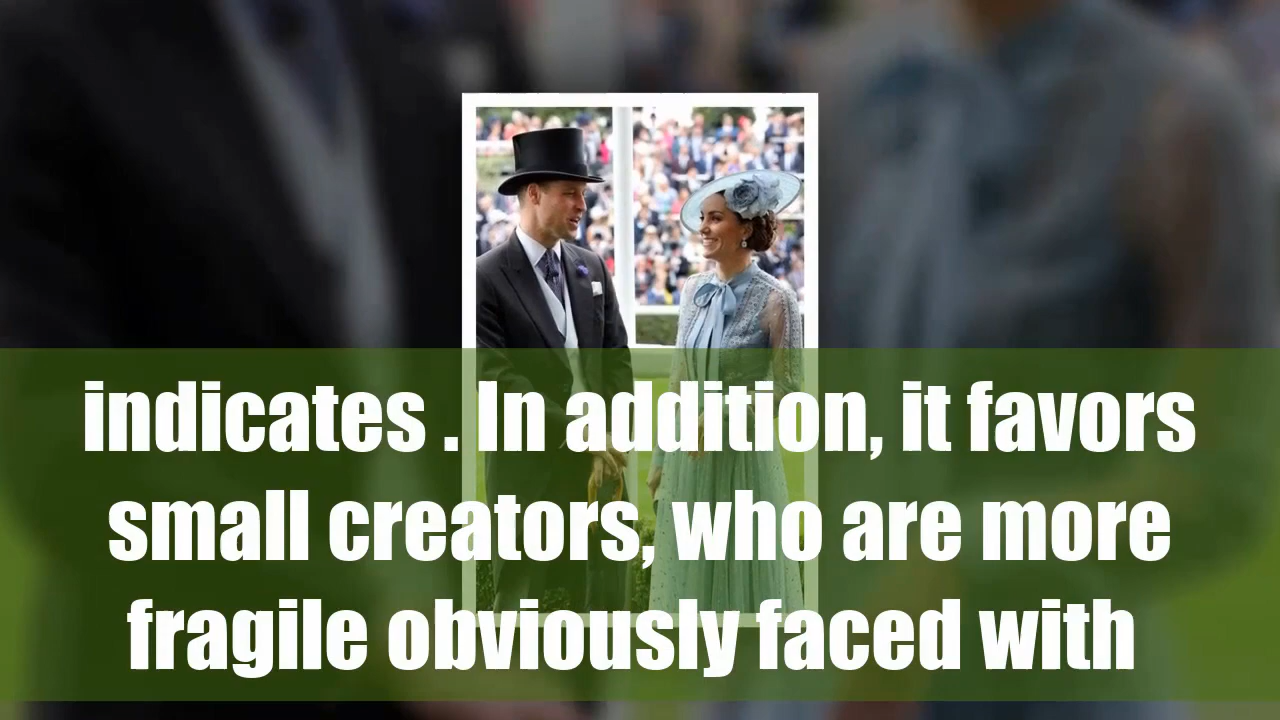 indicates . In addition, it favors
small creators, who are more
fragile obviously faced with